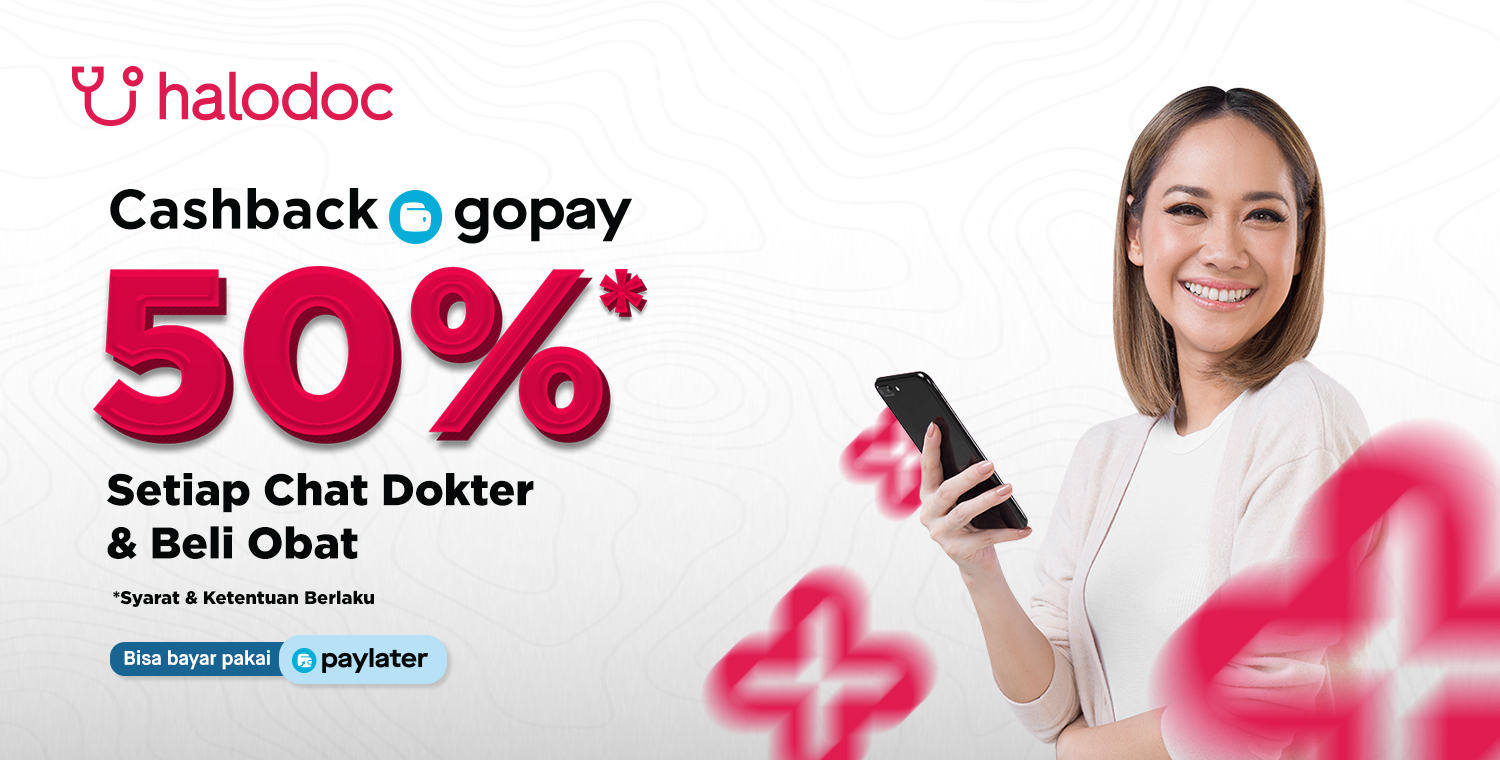 halodoc
Cashback gopay
50%*
Setiap Chat Dokter
& Beli Obat
*Syarat & Ketentuan Berlaku
Bisa bayar pakai paylater